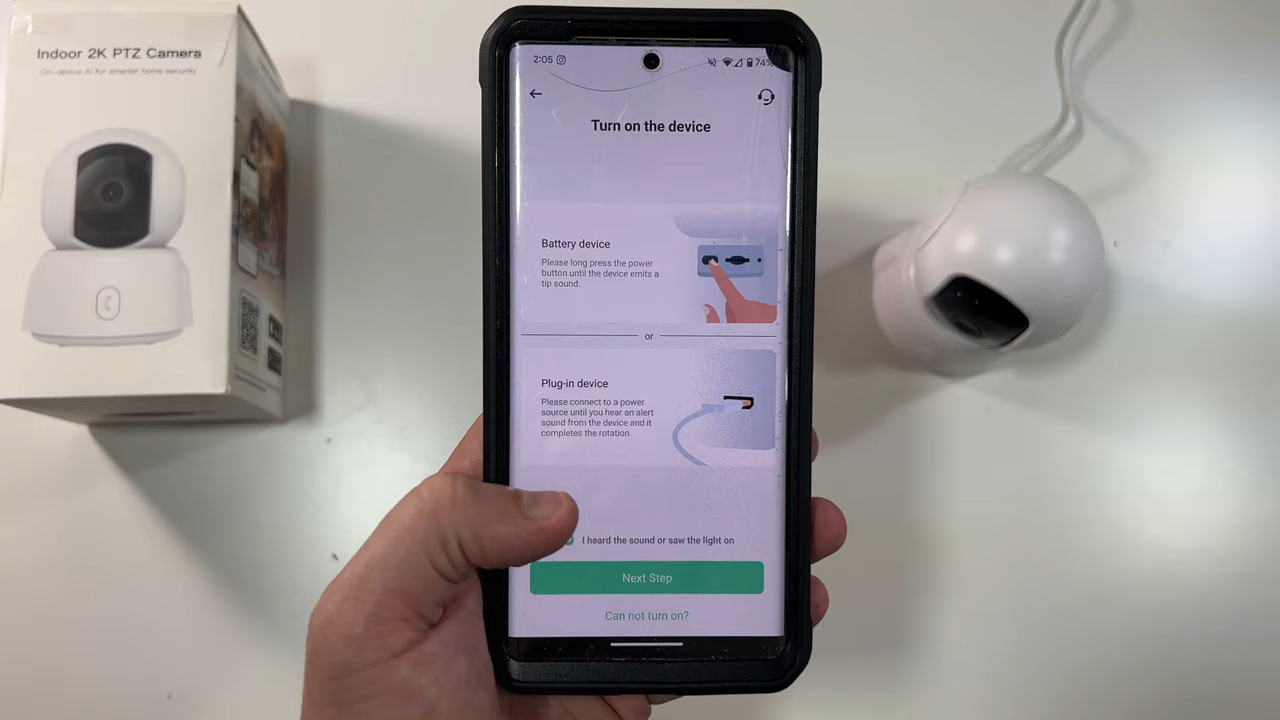 Indoor 2K PTZ Camera
On-device AI for smarter home security
2:05
74%
Turn on the device
Battery device
Please long press the power
button until the device emits a
tip sound.
or
Plug-in device
Please connect to a power
source until you hear an alert
sound from the device and it
completes the rotation.
I heard the sound or saw the light on
Next Step
Can not turn on?